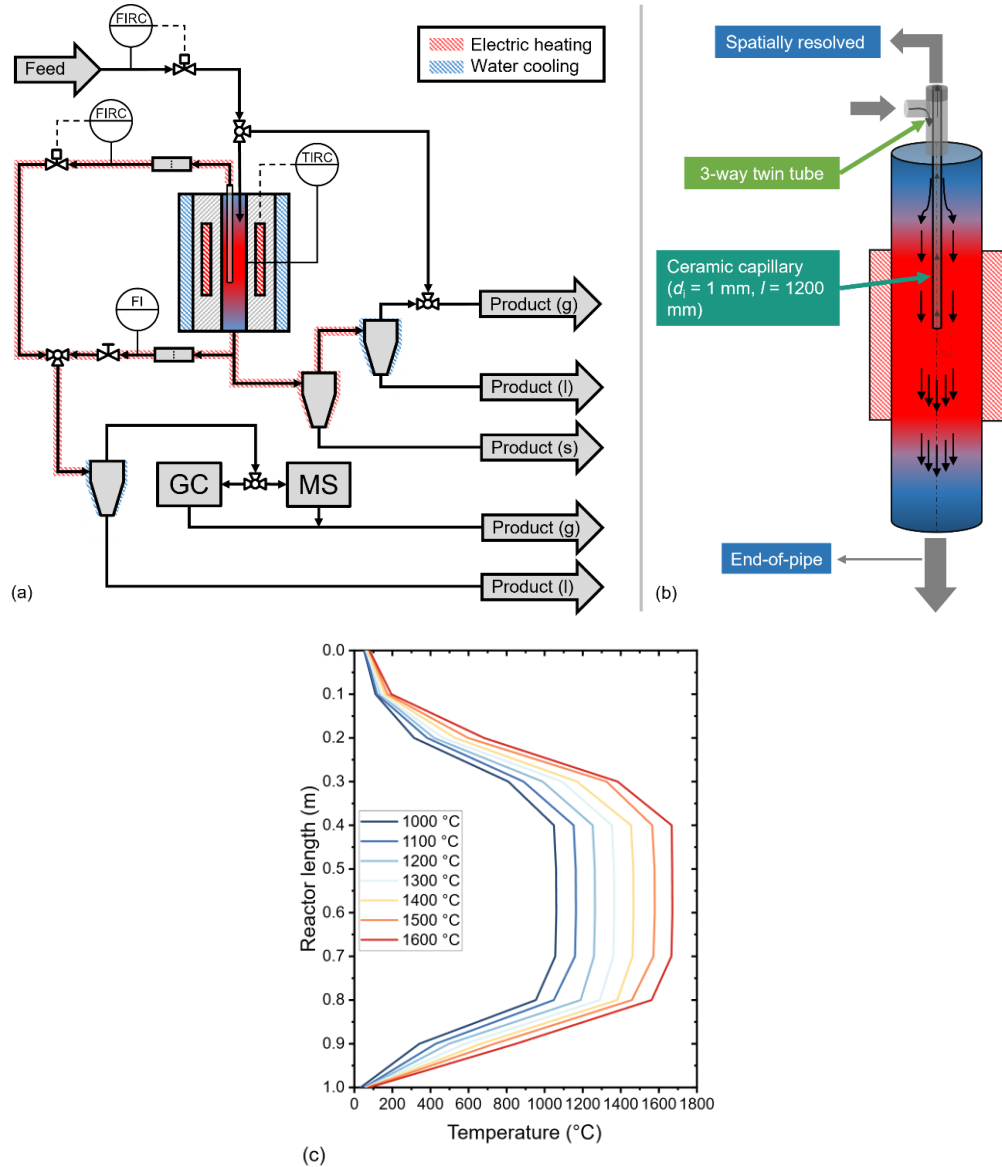 FIRC
Feed
Electric heating
Water cooling
FIRC
TIRC
FI
Product (g)
Product (l)
Product (s)
GC
MS
Product (g)
Product (l)
(a)
Spatially resolved
3-way twin tube
Ceramic capillary
(dᵢ = 1 mm, l = 1200
mm)
End-of-pipe
(b)
0.0
0.1
0.2
0.3
0.4
0.5
0.6
0.7
0.8
0.9
1.0
Reactor length (m)
1000 °C
1100 °C
1200 °C
1300 °C
1400 °C
1500 °C
1600 °C
0 200 400 600 800 1000 1200 1400 1600 1800
Temperature (°C)
(c)